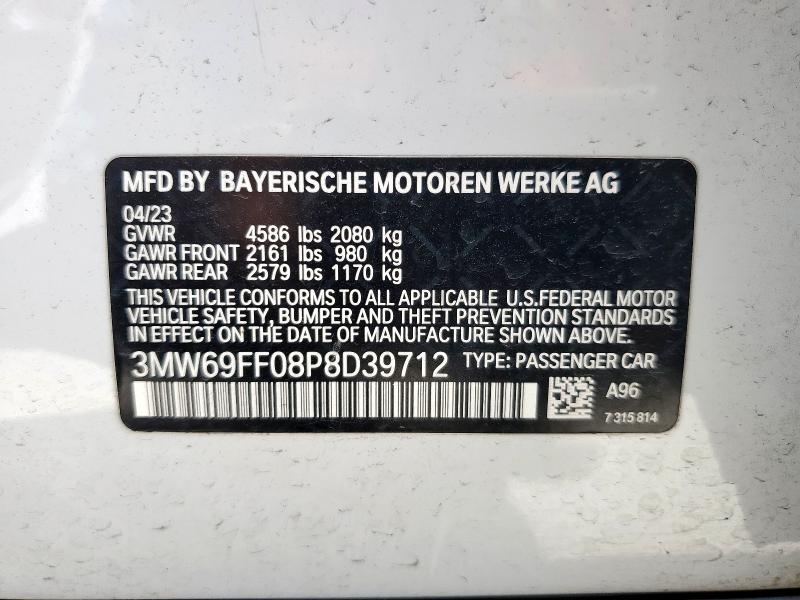 MFD BY BAYERISCHE MOTOREN WERKE AG
04/23
GVWR 4586 lbs 2080 kg
GAWR FRONT 2161 lbs 980 kg
GAWR REAR 2579 lbs 1170 kg
THIS VEHICLE CONFORMS TO ALL APPLICABLE U.S.FEDERAL MOTOR
VEHICLE SAFETY, BUMPER AND THEFT PREVENTION STANDARDS
IN EFFECT ON THE DATE OF MANUFACTURE SHOWN ABOVE.
3MW69FF08P8D39712 TYPE: PASSENGER CAR
A96
7 315 814